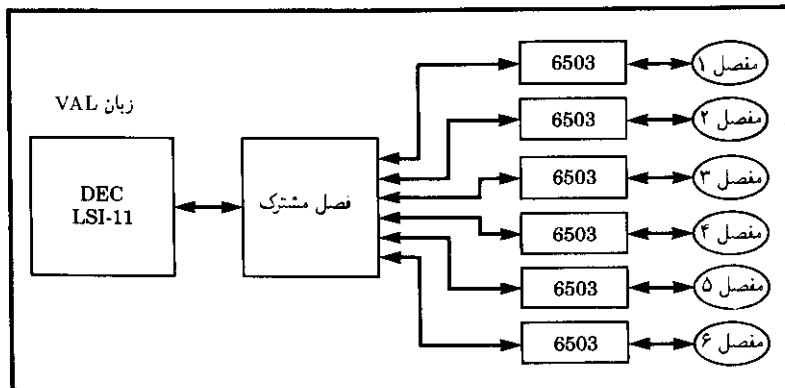 زبان VAL
DEC
LSI-11
فصل مشترک
6503
مفصل ۱
6503
مفصل ۲
6503
مفصل ۳
6503
مفصل ۴
6503
مفصل ۵
6503
مفصل ۶